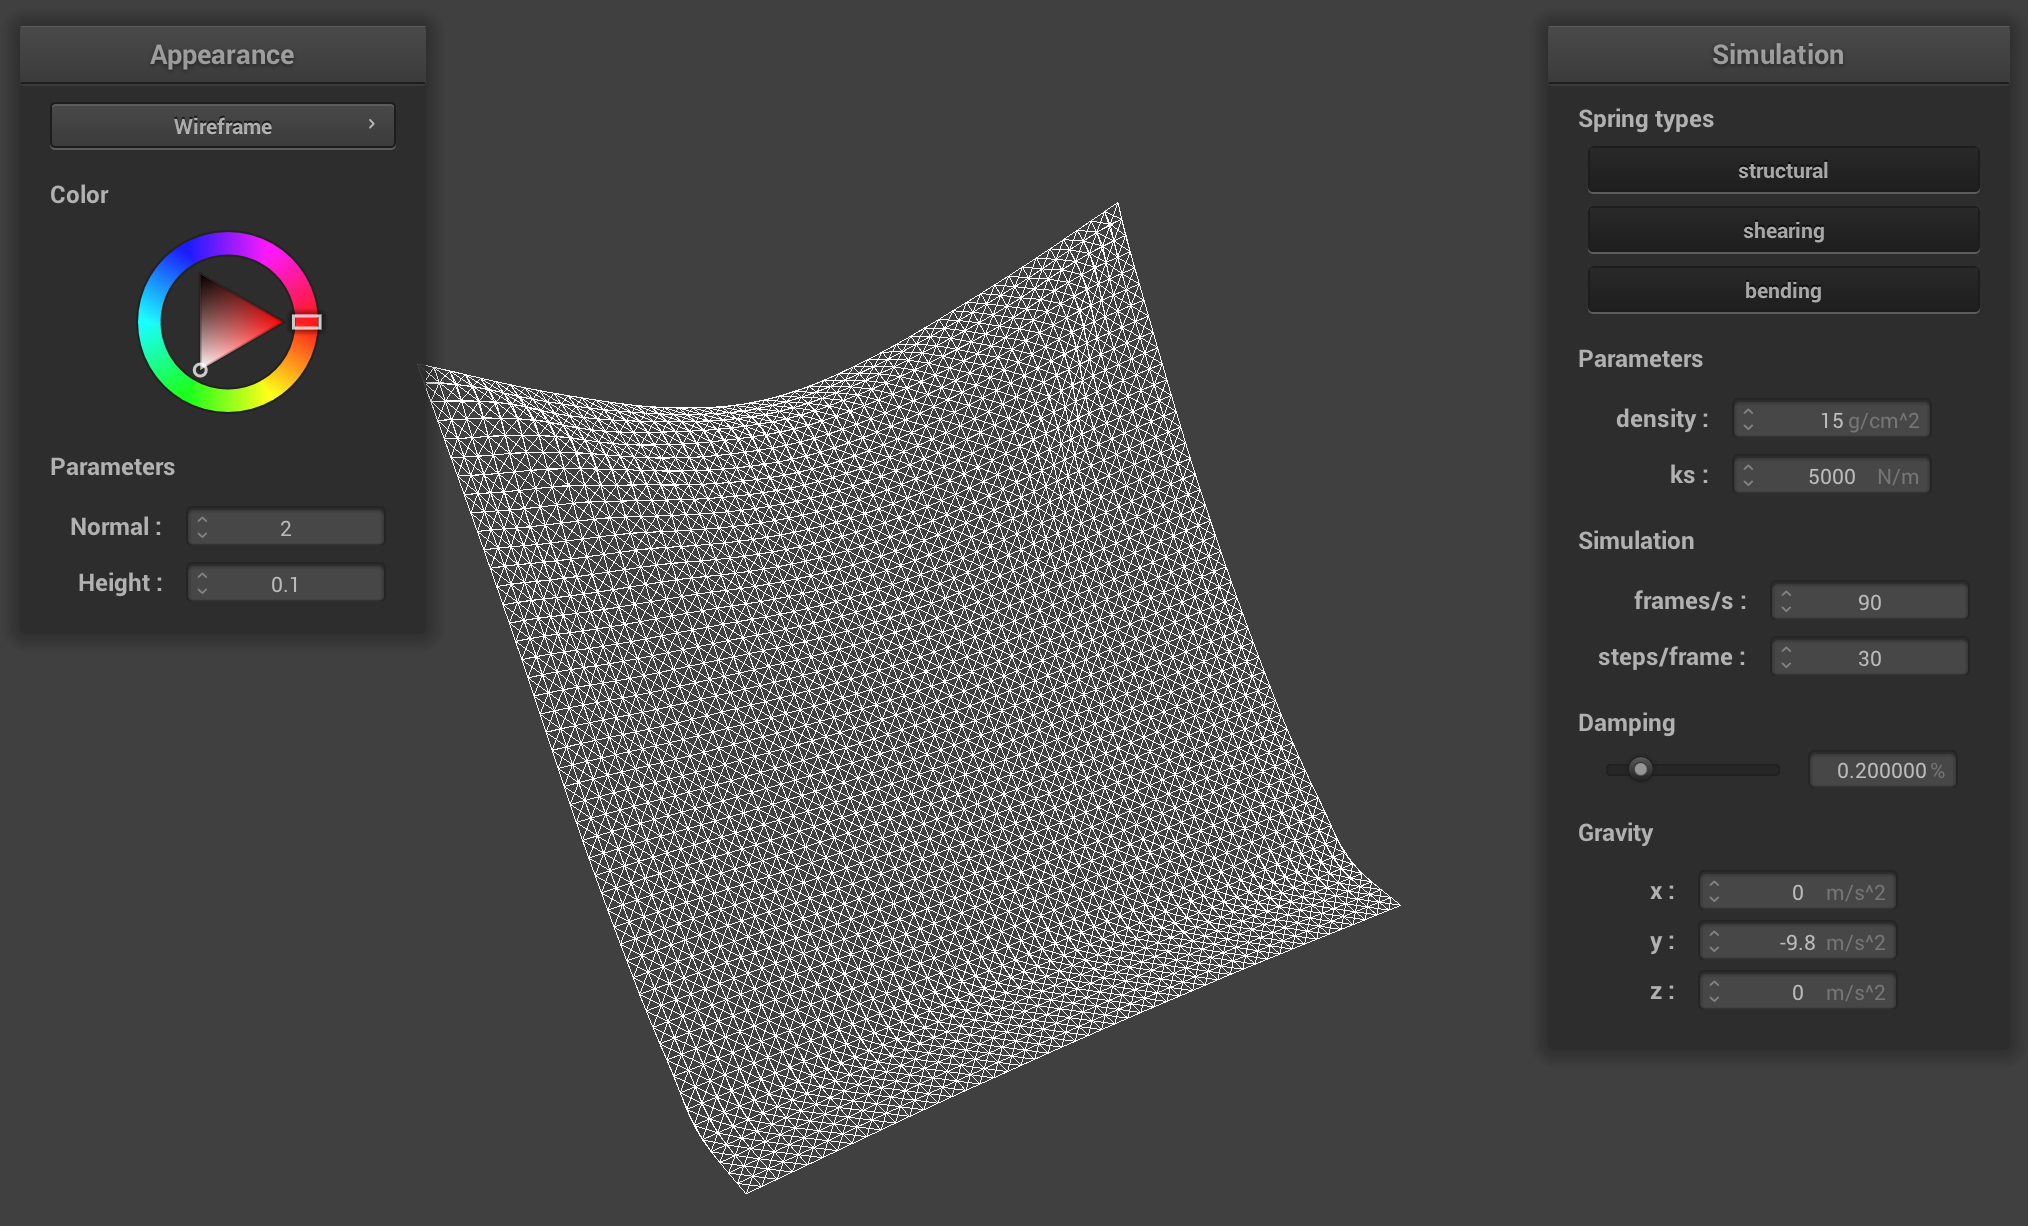 Appearance
Wireframe
Color
Parameters
Normal : 2
Height : 0.1
Simulation
Spring types
structural
shearing
bending
Parameters
density : 15 g/cm^2
ks : 5000 N/m
Simulation
frames/s : 90
steps/frame : 30
Damping
0.200000 %
Gravity
x : 0 m/s^2
y : -9.8 m/s^2
z : 0 m/s^2